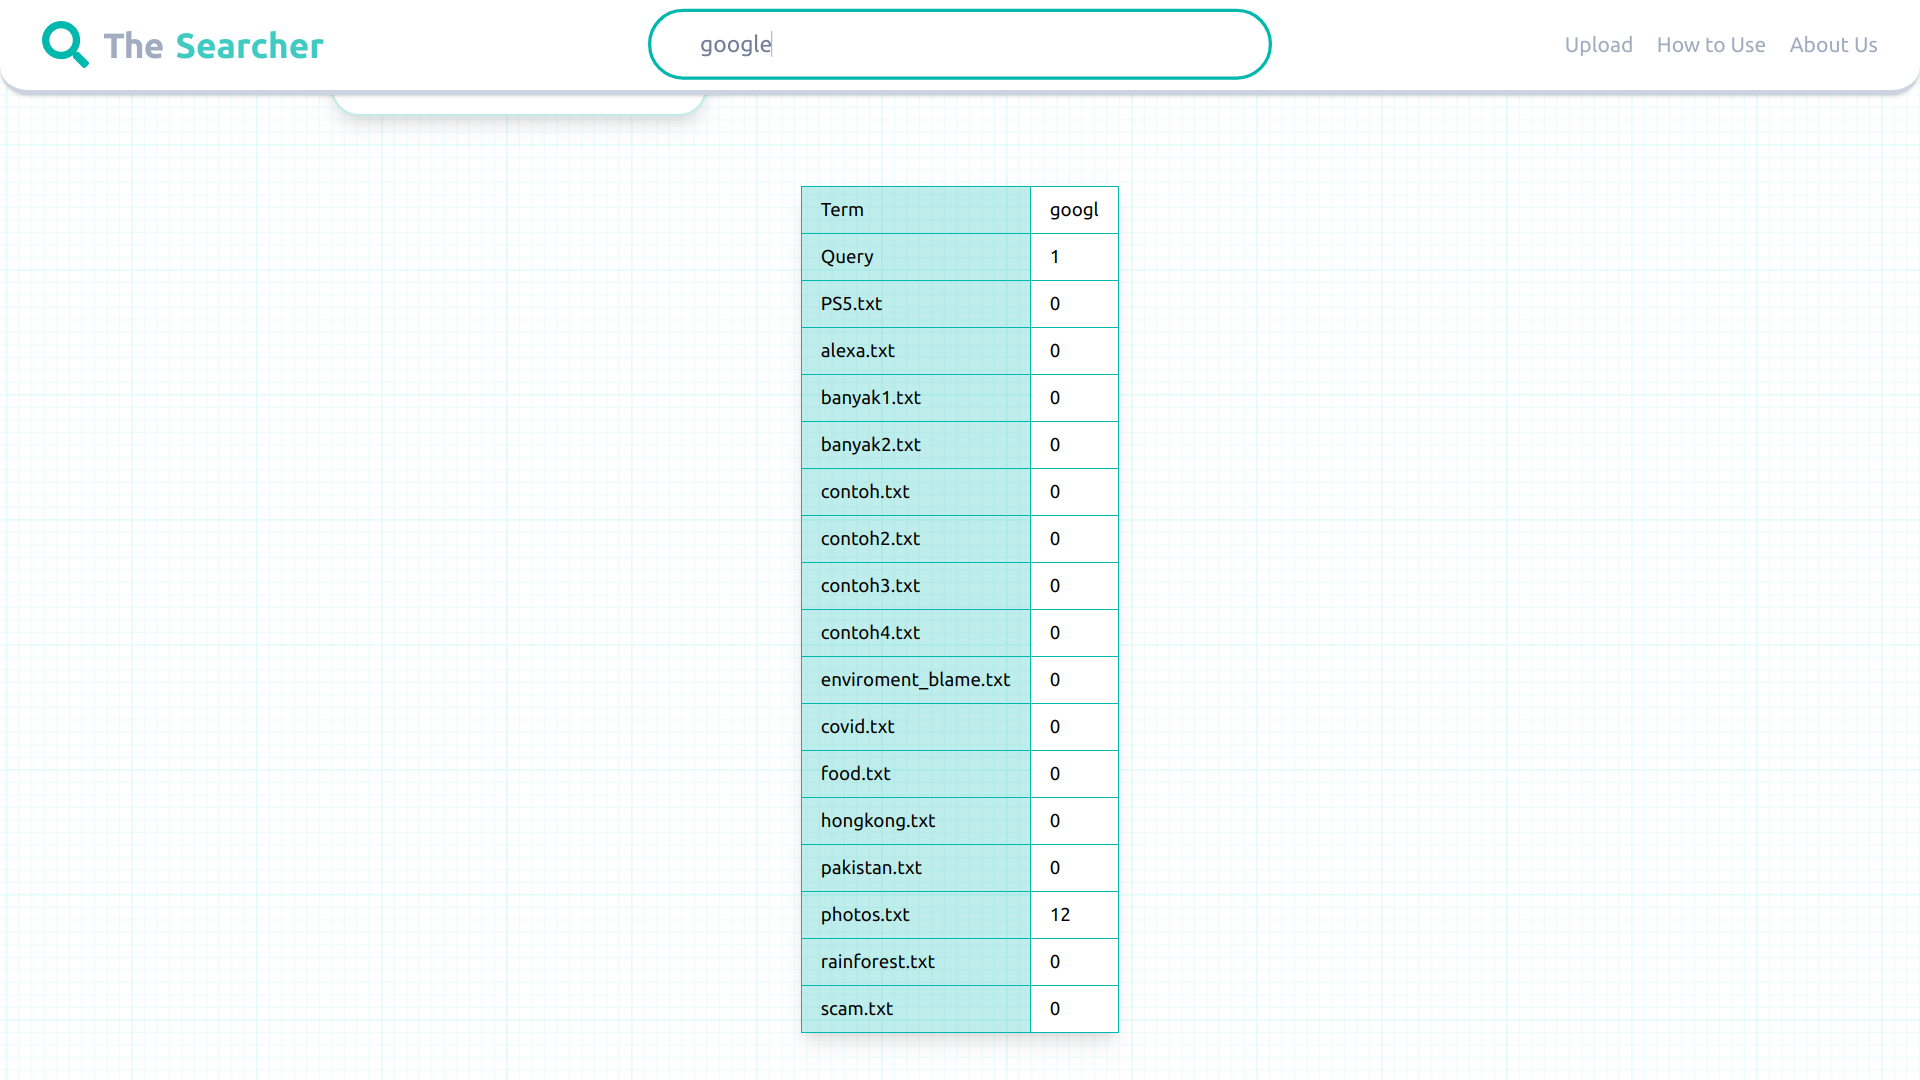 The Searcher
google
Upload How to Use About Us
Term googl
Query 1
PS5.txt 0
alexa.txt 0
banyak1.txt 0
banyak2.txt 0
contoh.txt 0
contoh2.txt 0
contoh3.txt 0
contoh4.txt 0
enviroment_blame.txt 0
covid.txt 0
food.txt 0
hongkong.txt 0
pakistan.txt 0
photos.txt 12
rainforest.txt 0
scam.txt 0